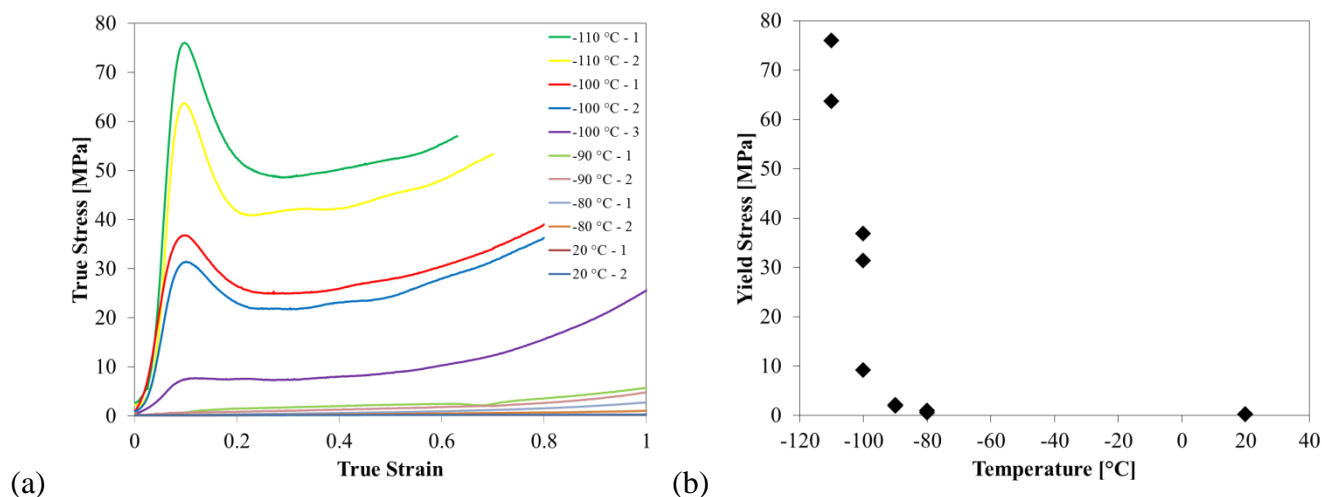 80
70
60
50
40
30
20
10
0
True Stress [MPa]
0
0.2
0.4
0.6
0.8
1
True Strain
-110 °C - 1
-110 °C - 2
-100 °C - 1
-100 °C - 2
-100 °C - 3
-90 °C - 1
-90 °C - 2
-80 °C - 1
-80 °C - 2
20 °C - 1
20 °C - 2
(a)
80
70
60
50
40
30
20
10
0
Yield Stress [MPa]
-120
-100
-80
-60
-40
-20
0
20
40
Temperature [°C]
(b)